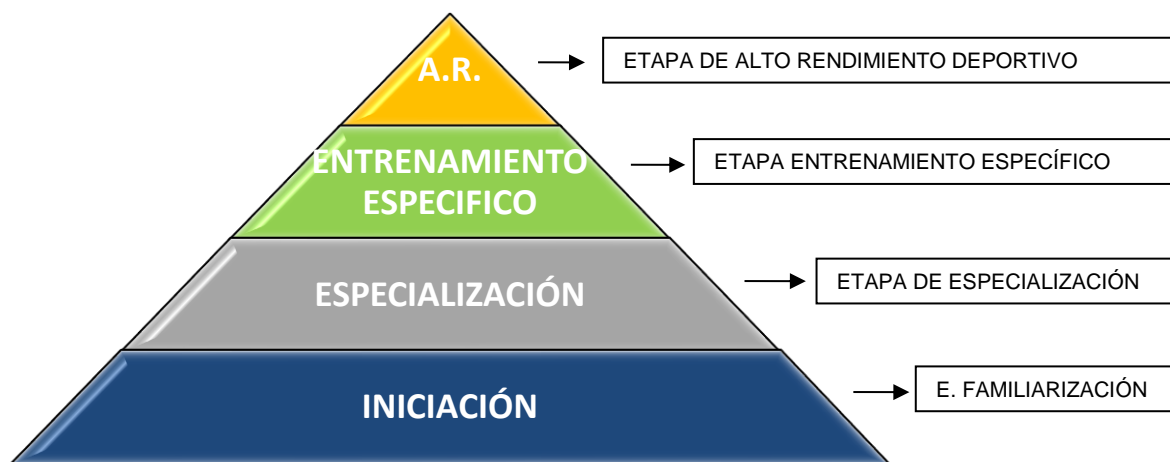 A.R.
ETAPA DE ALTO RENDIMIENTO DEPORTIVO
ENTRENAMIENTO
ESPECIFICO
ETAPA ENTRENAMIENTO ESPECÍFICO
ESPECIALIZACIÓN
ETAPA DE ESPECIALIZACIÓN
INICIACIÓN
E. FAMILIARIZACIÓN